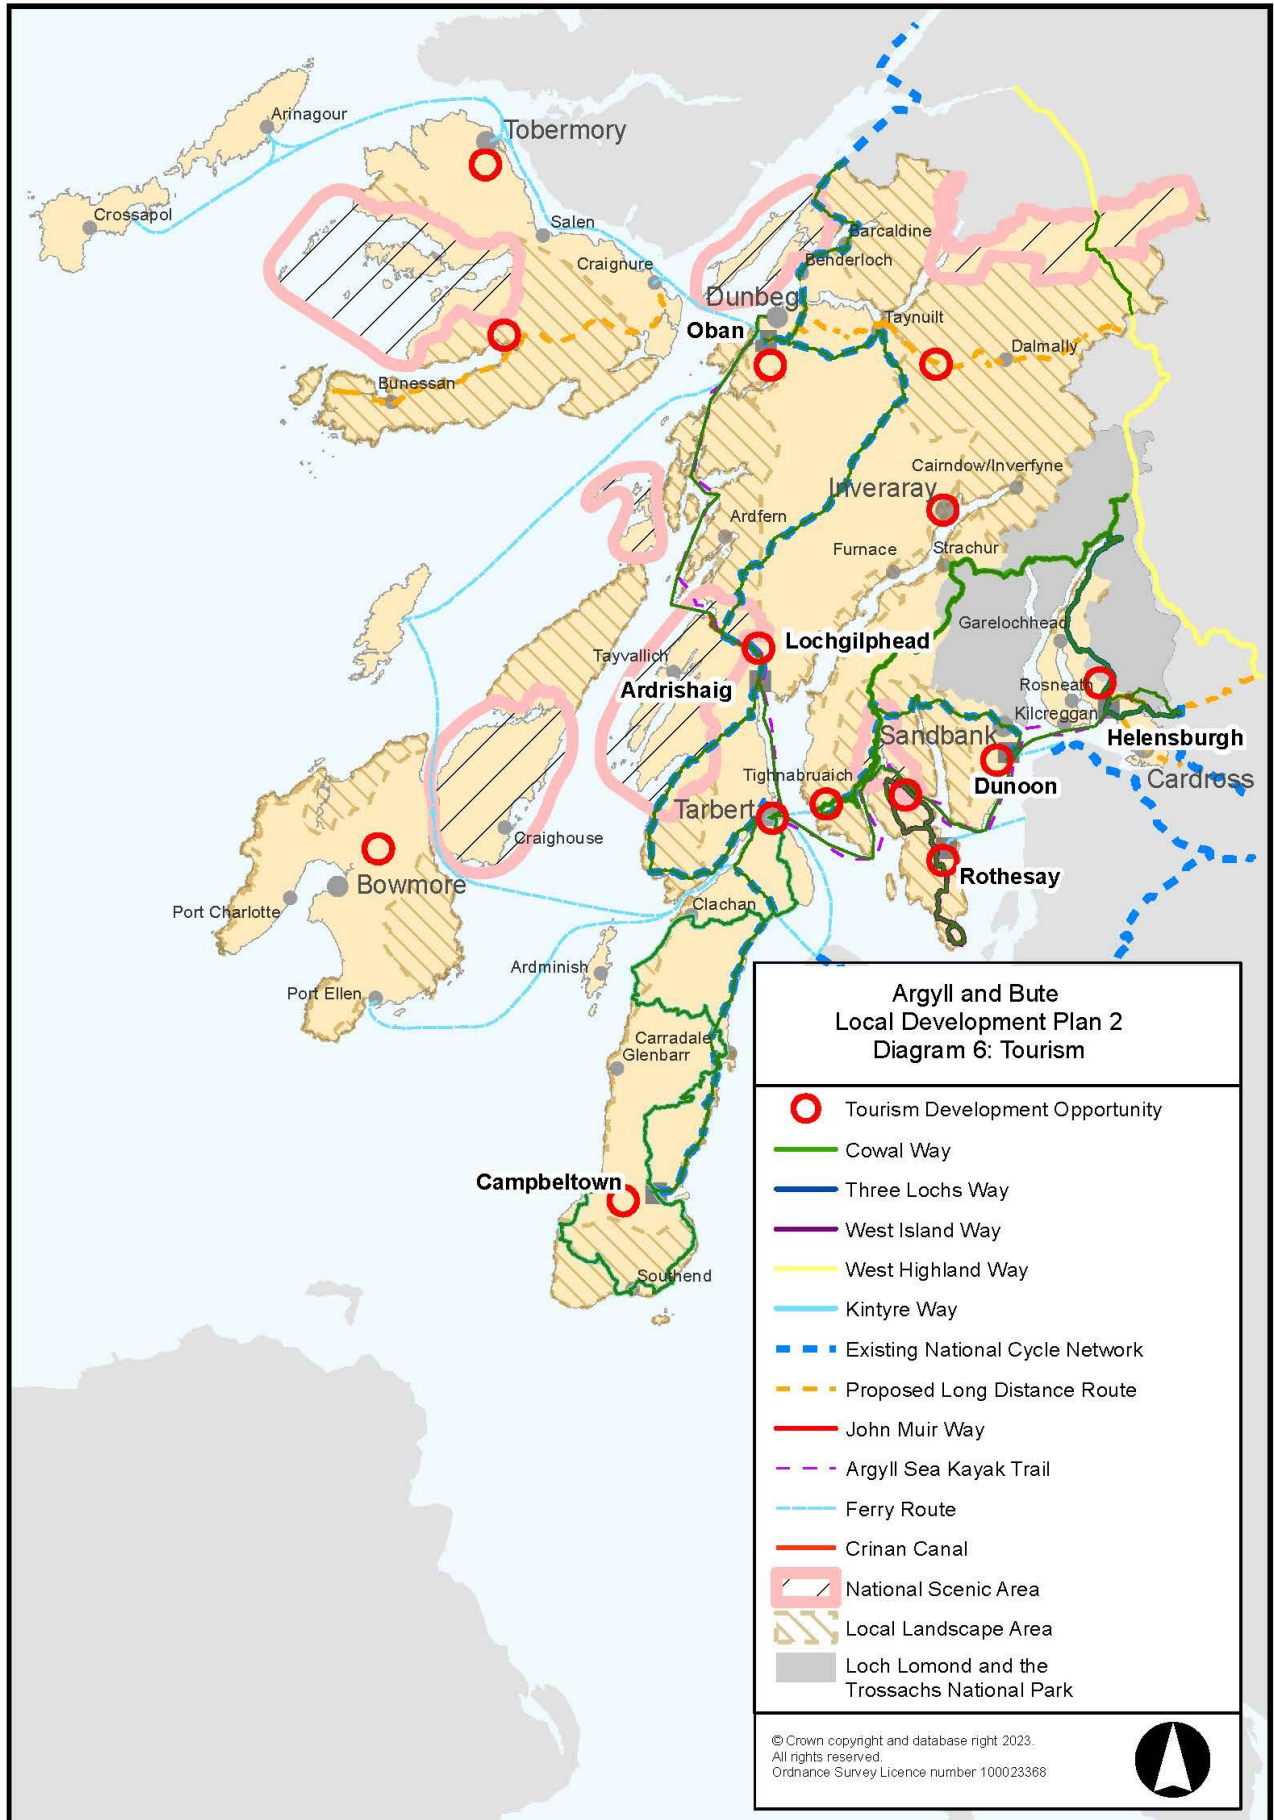 Arinagour
Tobermory
Crossapol
Salen
Barcaldine
Craignure
Benderloch
Dunbeg
Taynuilt
Oban
Dalmally
Bunessan
Cairndow/Inverfyne
Inveraray
Ardfern
Furnace
Strachur
Garelochhead
Lochgilphead
Tayvallich
Ardrishaig
Rosneath
Kilcreggan
Sandbank
Helensburgh
Tighnabruaich
Cardross
Dunoon
Tarbert
Craighouse
Rothesay
Bowmore
Clachan
Port Charlotte
Ardminish
Port Ellen
Carradale
Glenbarr
Campbeltown
Southend
Argyll and Bute
Local Development Plan 2
Diagram 6: Tourism
Tourism Development Opportunity
Cowal Way
Three Lochs Way
West Island Way
West Highland Way
Kintyre Way
Existing National Cycle Network
Proposed Long Distance Route
John Muir Way
Argyll Sea Kayak Trail
Ferry Route
Crinan Canal
National Scenic Area
Local Landscape Area
Loch Lomond and the
Trossachs National Park
© Crown copyright and database right 2023.
All rights reserved.
Ordnance Survey Licence number 100023368